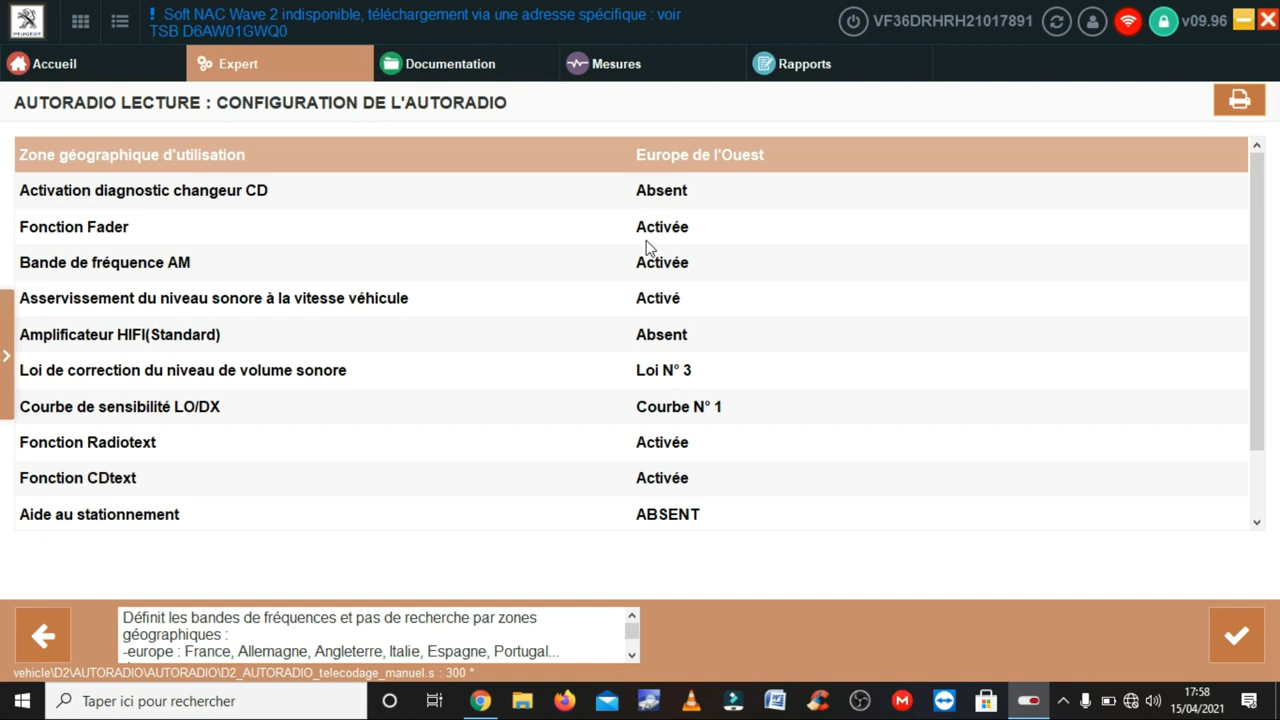 ! Soft NAC Wave 2 indisponible, téléchargement via une adresse spécifique : voir
TSB D6AW01GWQ0
VF36DRHRH21017891
v09.96
PEUGEOT
Accueil
Expert
Documentation
Mesures
Rapports
AUTORADIO LECTURE : CONFIGURATION DE L'AUTORADIO
Zone géographique d'utilisation Europe de l'Ouest
Activation diagnostic changeur CD Absent
Fonction Fader Activée
Bande de fréquence AM Activée
Asservissement du niveau sonore à la vitesse véhicule Activé
Amplificateur HIFI(Standard) Absent
Loi de correction du niveau de volume sonore Loi N° 3
Courbe de sensibilité LO/DX Courbe N° 1
Fonction Radiotext Activée
Fonction CDtext Activée
Aide au stationnement ABSENT
Définit les bandes de fréquences et pas de recherche par zones
géographiques :
-europe : France, Allemagne, Angleterre, Italie, Espagne, Portugal...
vehicle\D2\AUTORADIO\AUTORADIO\D2_AUTORADIO_telecodage_manuel.s : 300 *
Taper ici pour rechercher
17:58
15/04/2021